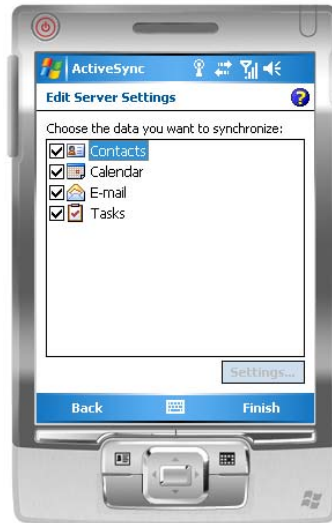 ActiveSync
Edit Server Settings
Choose the data you want to synchronize:
Contacts
Calendar
E-mail
Tasks
Settings...
Back
Finish